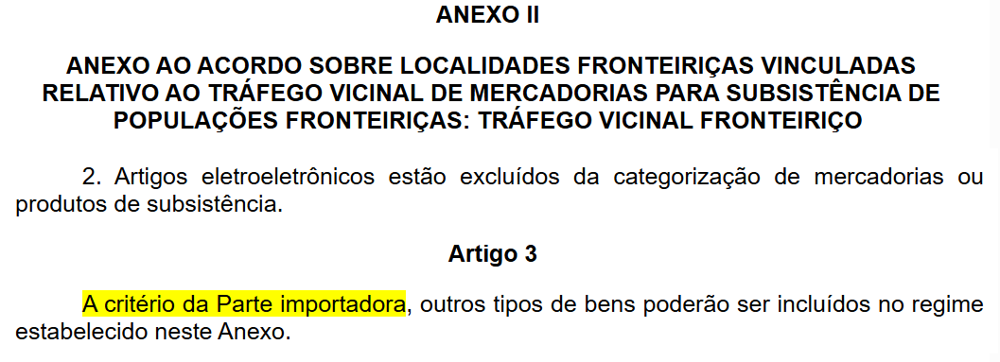 ANEXO II
ANEXO AO ACORDO SOBRE LOCALIDADES FRONTEIRIÇAS VINCULADAS
RELATIVO AO TRÁFEGO VICINAL DE MERCADORIAS PARA SUBSISTÊNCIA DE
POPULAÇÕES FRONTEIRIÇAS: TRÁFEGO VICINAL FRONTEIRIÇO
2. Artigos eletroeletrônicos estão excluídos da categorização de mercadorias ou
produtos de subsistência.
Artigo 3
A critério da Parte importadora, outros tipos de bens poderão ser incluídos no regime
estabelecido neste Anexo.